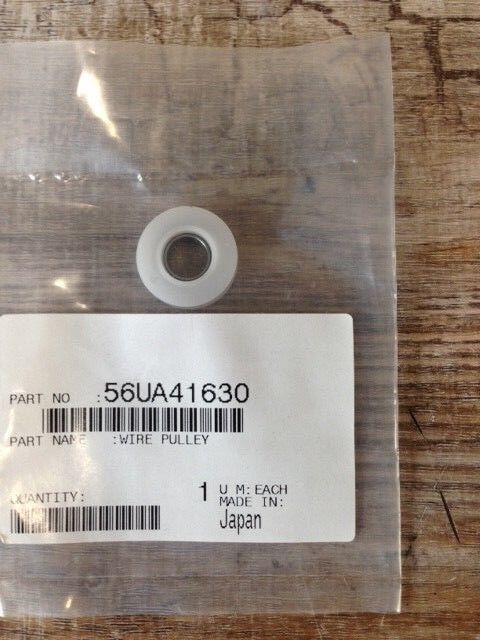 PART NO :56UA41630
PART NAME :WIRE PULLEY
QUANTITY: 1 U M:EACH
MADE IN:
Japan